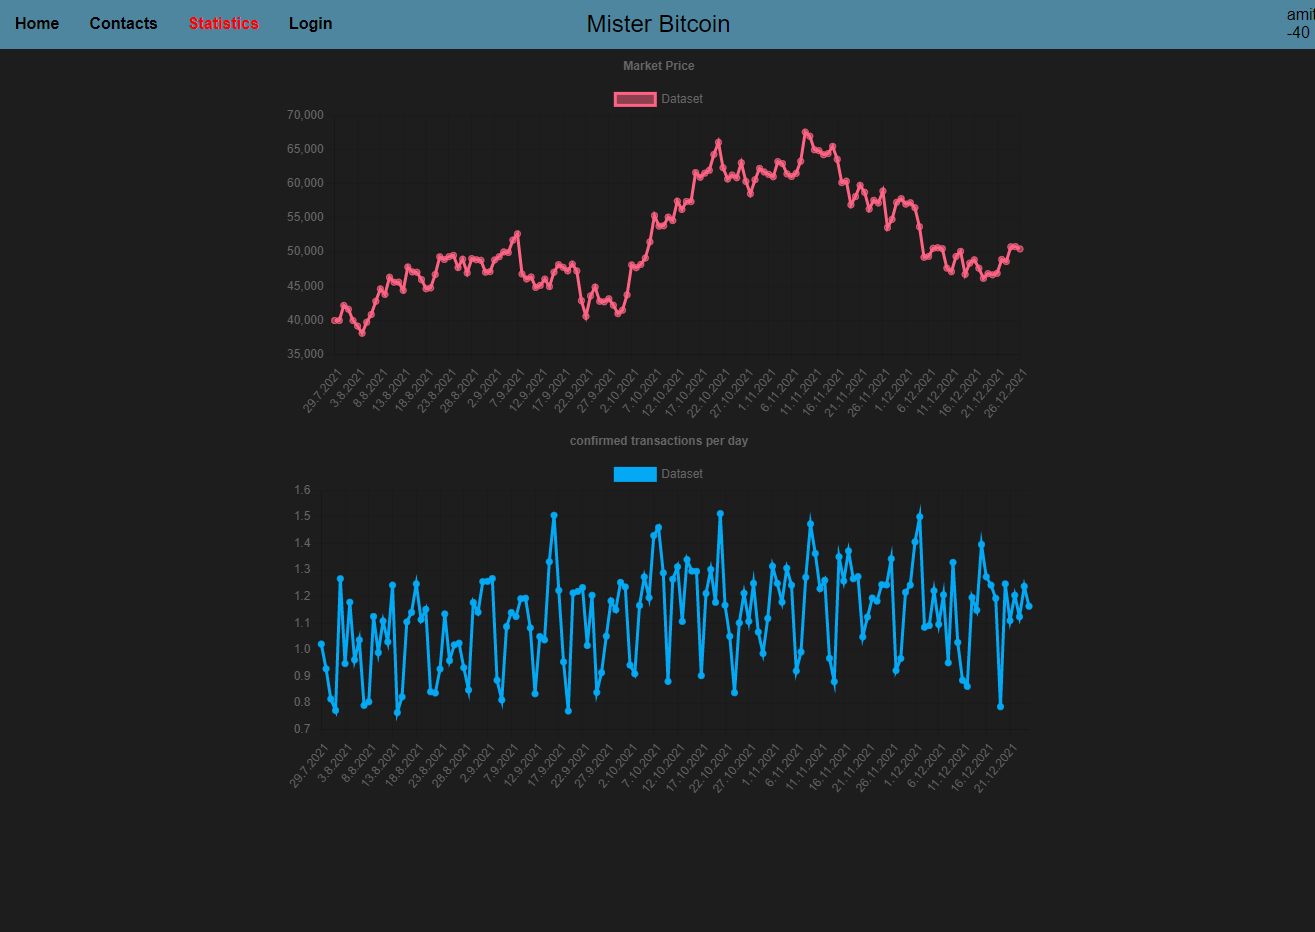 Home Contacts Statistics Login Mister Bitcoin amit
-40
Market Price
Dataset
70,000
65,000
60,000
55,000
50,000
45,000
40,000
35,000
29.7.2021 3.8.2021 8.8.2021 13.8.2021 18.8.2021 23.8.2021 28.8.2021 2.9.2021 7.9.2021 12.9.2021 17.9.2021 22.9.2021 27.9.2021 2.10.2021 7.10.2021 12.10.2021 17.10.2021 22.10.2021 27.10.2021 1.11.2021 6.11.2021 11.11.2021 16.11.2021 21.11.2021 26.11.2021 1.12.2021 6.12.2021 11.12.2021 16.12.2021 21.12.2021 26.12.2021
confirmed transactions per day
Dataset
1.6
1.5
1.4
1.3
1.2
1.1
1.0
0.9
0.8
0.7
29.7.2021 3.8.2021 8.8.2021 13.8.2021 18.8.2021 23.8.2021 28.8.2021 2.9.2021 7.9.2021 12.9.2021 17.9.2021 22.9.2021 27.9.2021 2.10.2021 7.10.2021 12.10.2021 17.10.2021 22.10.2021 27.10.2021 1.11.2021 6.11.2021 11.11.2021 16.11.2021 21.11.2021 26.11.2021 1.12.2021 6.12.2021 11.12.2021 16.12.2021 21.12.2021